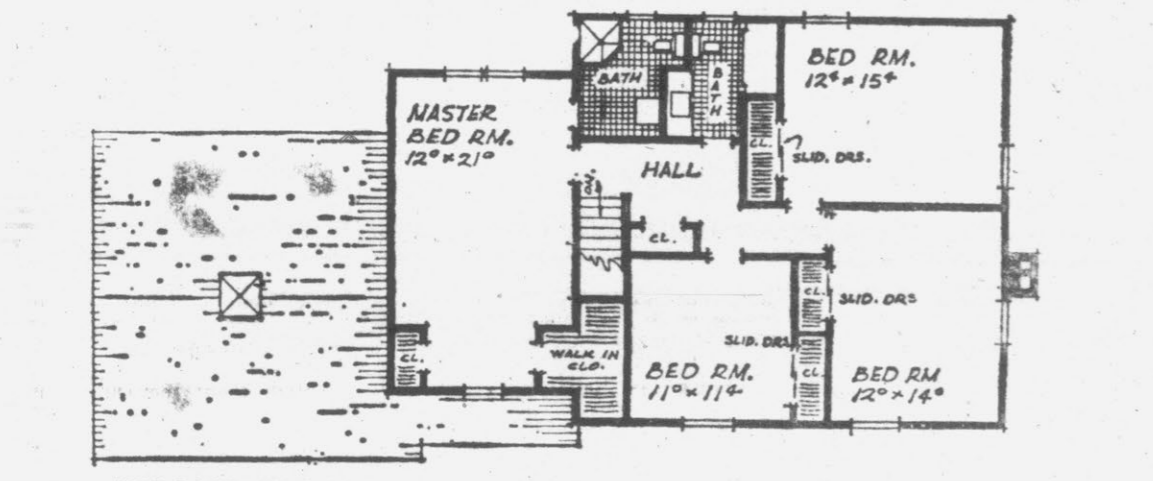 BATH
BATH
BED RM.
12⁴ × 15⁴
MASTER
BED RM.
12⁰ × 21⁰
CL.
SLID. DRS.
HALL
DN.
CL.
CL.
SLID. DRS
SLID. DRS.
CL.
WALK IN
CLO.
CL.
BED RM.
11⁰ × 11⁴
BED RM
12⁰ × 14⁰